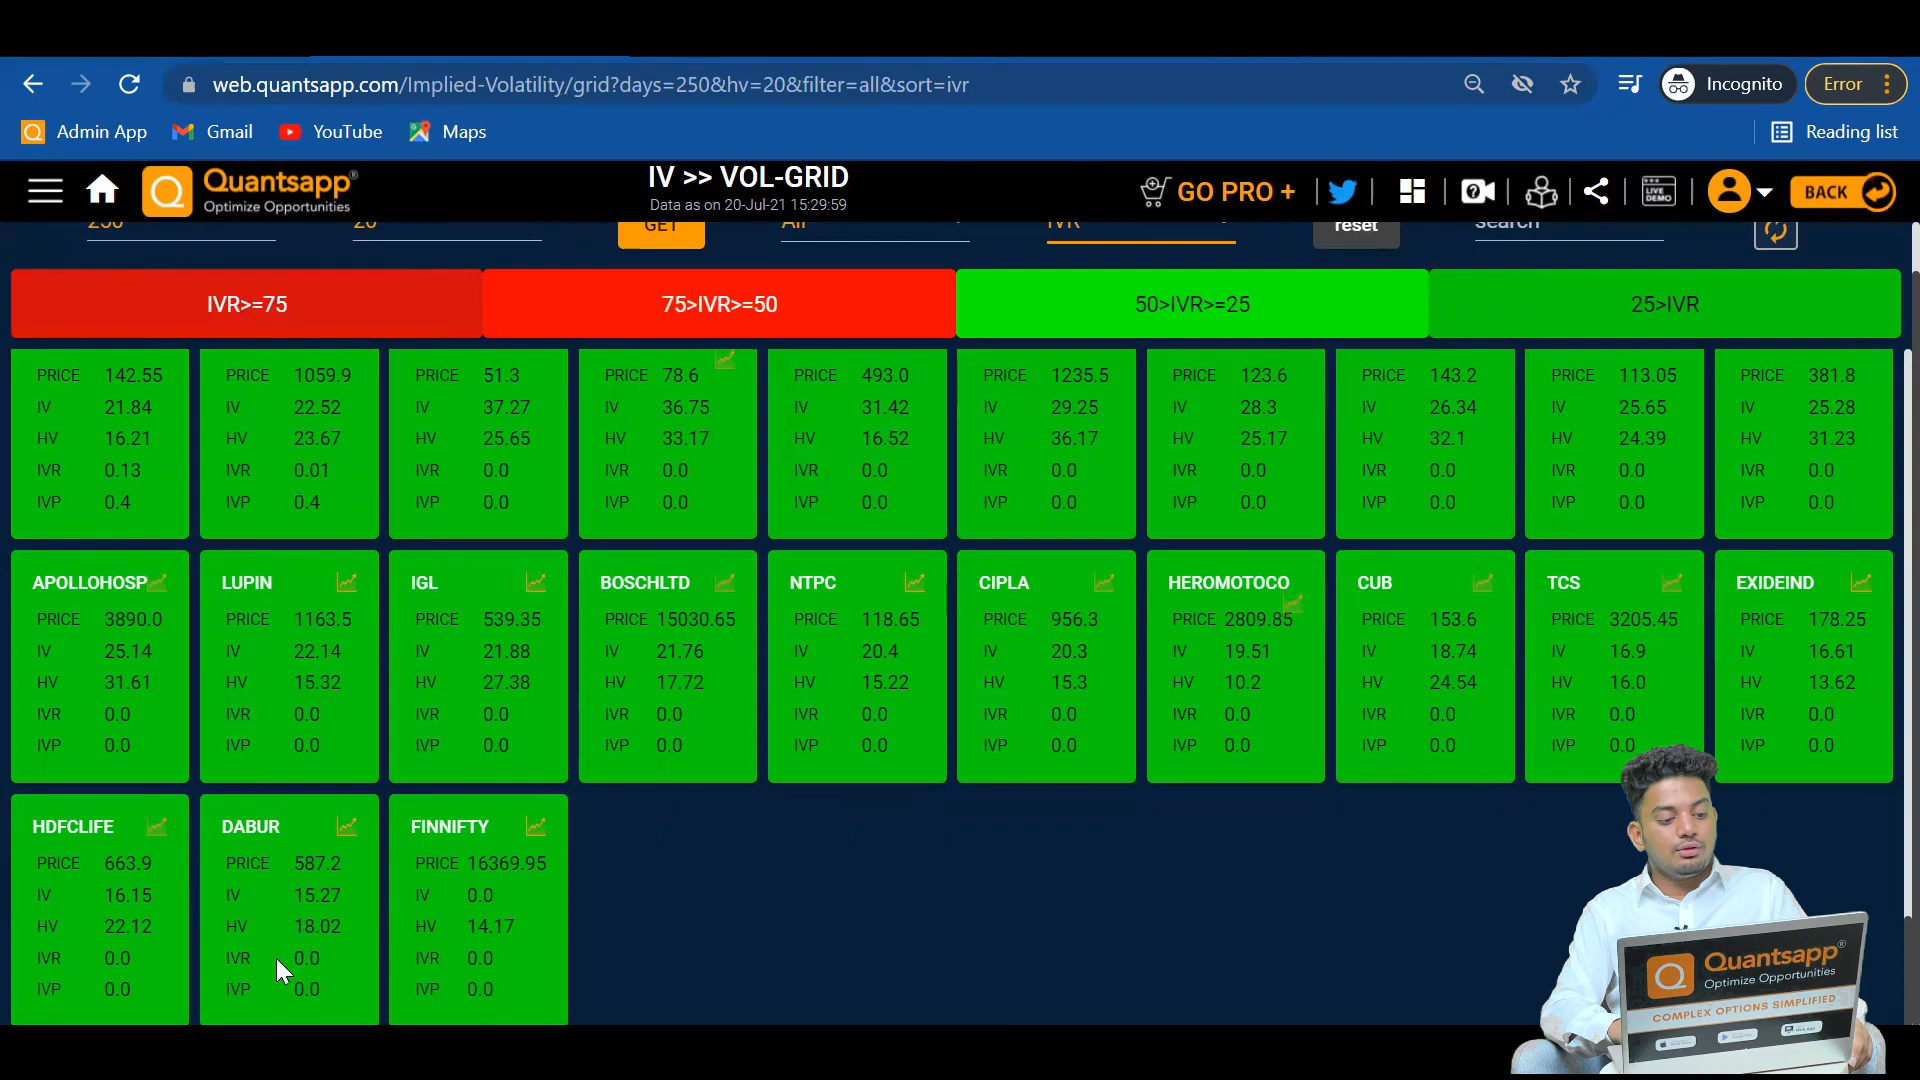 web.quantsapp.com/Implied-Volatility/grid?days=250&hv=20&filter=all&sort=ivr
Incognito
Error
Admin App
Gmail
YouTube
Maps
Reading list
Quantsapp®
Optimize Opportunities
IV >> VOL-GRID
Data as on 20-Jul-21 15:29:59
GO PRO +
LIVE DEMO
BACK
250 20 GET All IVR reset search
IVR>=75
75>IVR>=50
50>IVR>=25
25>IVR
PRICE 142.55 PRICE 1059.9 PRICE 51.3 PRICE 78.6 PRICE 493.0 PRICE 1235.5 PRICE 123.6 PRICE 143.2 PRICE 113.05 PRICE 381.8
IV 21.84 IV 22.52 IV 37.27 IV 36.75 IV 31.42 IV 29.25 IV 28.3 IV 26.34 IV 25.65 IV 25.28
HV 16.21 HV 23.67 HV 25.65 HV 33.17 HV 16.52 HV 36.17 HV 25.17 HV 32.1 HV 24.39 HV 31.23
IVR 0.13 IVR 0.01 IVR 0.0 IVR 0.0 IVR 0.0 IVR 0.0 IVR 0.0 IVR 0.0 IVR 0.0 IVR 0.0
IVP 0.4 IVP 0.4 IVP 0.0 IVP 0.0 IVP 0.0 IVP 0.0 IVP 0.0 IVP 0.0 IVP 0.0 IVP 0.0
APOLLOHOSP LUPIN IGL BOSCHLTD NTPC CIPLA HEROMOTOCO CUB TCS EXIDEIND
PRICE 3890.0 PRICE 1163.5 PRICE 539.35 PRICE 15030.65 PRICE 118.65 PRICE 956.3 PRICE 2809.85 PRICE 153.6 PRICE 3205.45 PRICE 178.25
IV 25.14 IV 22.14 IV 21.88 IV 21.76 IV 20.4 IV 20.3 IV 19.51 IV 18.74 IV 16.9 IV 16.61
HV 31.61 HV 15.32 HV 27.38 HV 17.72 HV 15.22 HV 15.3 HV 10.2 HV 24.54 HV 16.0 HV 13.62
IVR 0.0 IVR 0.0 IVR 0.0 IVR 0.0 IVR 0.0 IVR 0.0 IVR 0.0 IVR 0.0 IVR 0.0 IVR 0.0
IVP 0.0 IVP 0.0 IVP 0.0 IVP 0.0 IVP 0.0 IVP 0.0 IVP 0.0 IVP 0.0 IVP 0.0 IVP 0.0
HDFCLIFE DABUR FINNIFTY
PRICE 663.9 PRICE 587.2 PRICE 16369.95
IV 16.15 IV 15.27 IV 0.0
HV 22.12 HV 18.02 HV 14.17
IVR 0.0 IVR 0.0 IVR 0.0
IVP 0.0 IVP 0.0 IVP 0.0
Quantsapp®
Optimize Opportunities
COMPLEX OPTIONS SIMPLIFIED